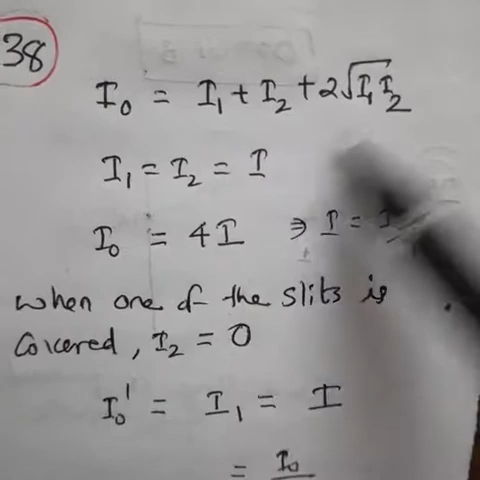 38
I₀ = I₁ + I₂ + 2√I₁I₂
I₁ = I₂ = I
I₀ = 4I ⇒ I = I
when one of the slits is
Covered, I₂ = 0
I₀' = I₁ = I
= I₀